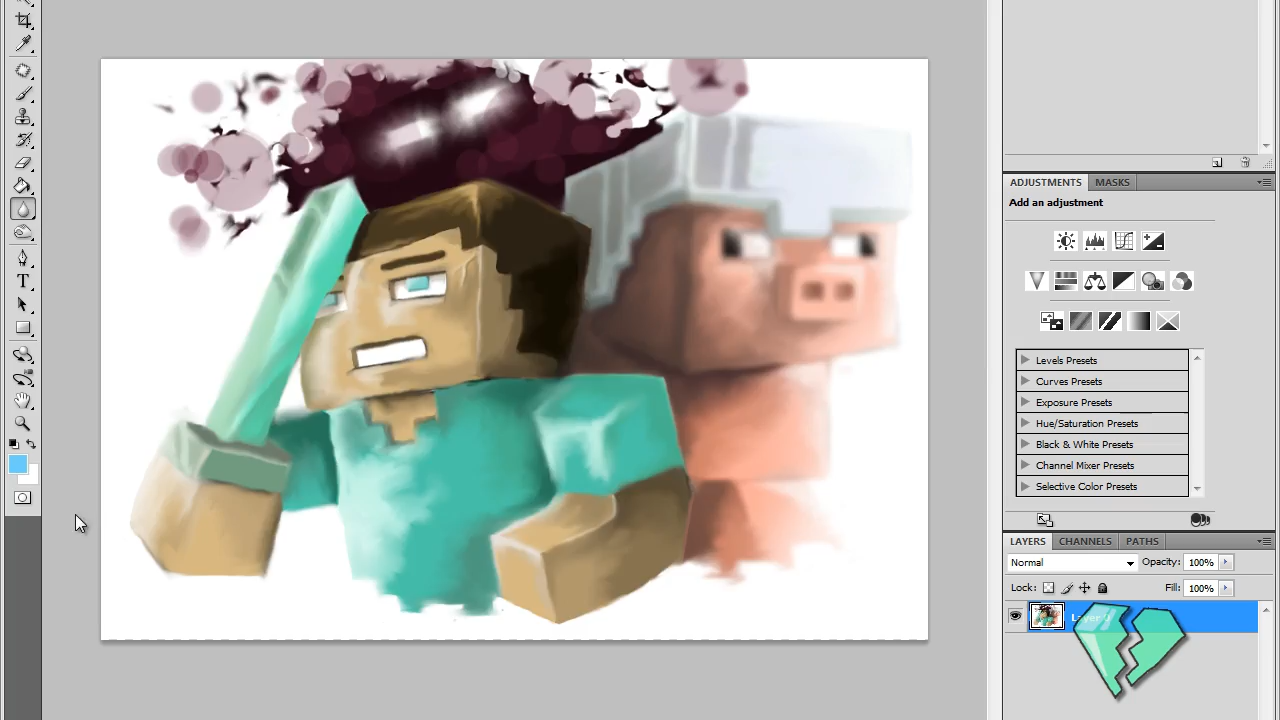 ADJUSTMENTS MASKS
Add an adjustment
Levels Presets
Curves Presets
Exposure Presets
Hue/Saturation Presets
Black & White Presets
Channel Mixer Presets
Selective Color Presets
LAYERS CHANNELS PATHS
Normal Opacity: 100%
Lock: Fill: 100%